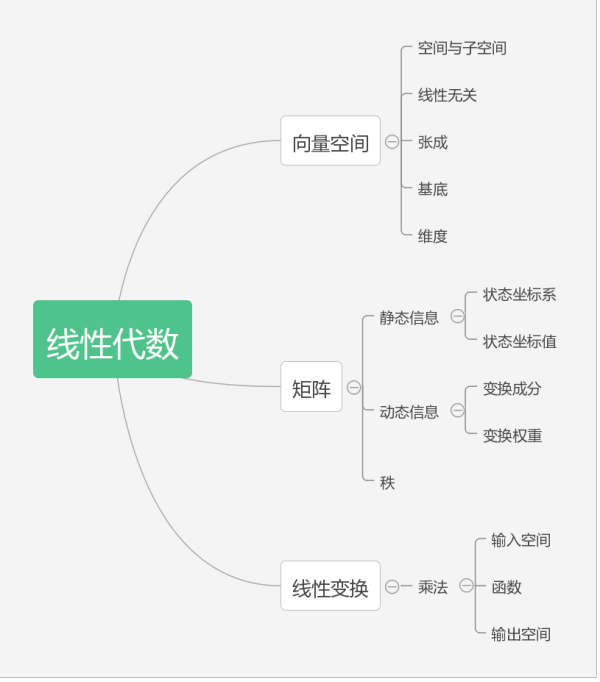 线性代数
向量空间
空间与子空间
线性无关
张成
基底
维度
矩阵
静态信息
状态坐标系
状态坐标值
动态信息
变换成分
变换权重
秩
线性变换
乘法
输入空间
函数
输出空间